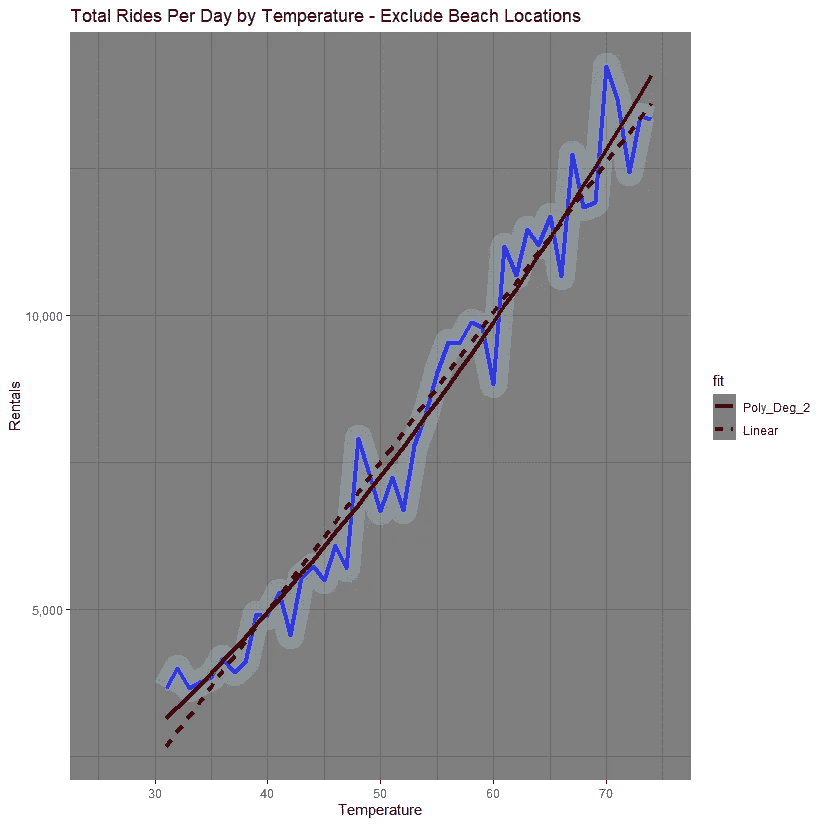 Total Rides Per Day by Temperature - Exclude Beach Locations
Rentals
10,000
5,000
30 40 50 60 70
Temperature
fit
Poly_Deg_2
Linear